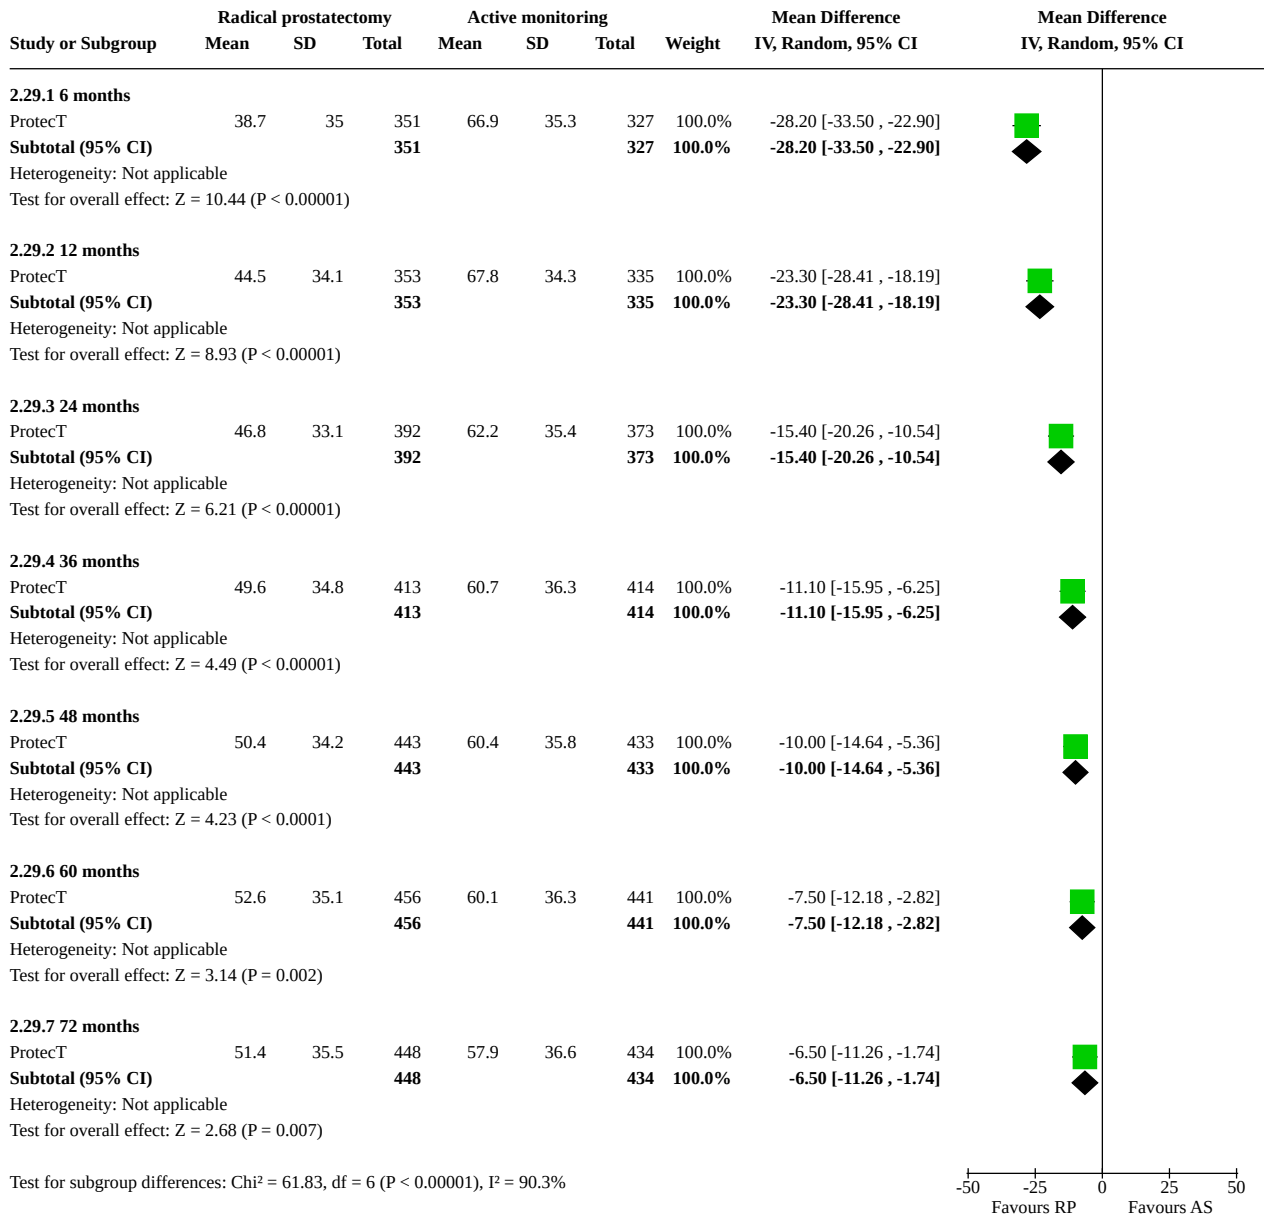 Radical prostatectomy Active monitoring Mean Difference Mean Difference
Study or Subgroup Mean SD Total Mean SD Total Weight IV, Random, 95% CI IV, Random, 95% CI
2.29.1 6 months
ProtecT 38.7 35 351 66.9 35.3 327 100.0% -28.20 [-33.50 , -22.90]
Subtotal (95% CI) 351 327 100.0% -28.20 [-33.50 , -22.90]
Heterogeneity: Not applicable
Test for overall effect: Z = 10.44 (P < 0.00001)
2.29.2 12 months
ProtecT 44.5 34.1 353 67.8 34.3 335 100.0% -23.30 [-28.41 , -18.19]
Subtotal (95% CI) 353 335 100.0% -23.30 [-28.41 , -18.19]
Heterogeneity: Not applicable
Test for overall effect: Z = 8.93 (P < 0.00001)
2.29.3 24 months
ProtecT 46.8 33.1 392 62.2 35.4 373 100.0% -15.40 [-20.26 , -10.54]
Subtotal (95% CI) 392 373 100.0% -15.40 [-20.26 , -10.54]
Heterogeneity: Not applicable
Test for overall effect: Z = 6.21 (P < 0.00001)
2.29.4 36 months
ProtecT 49.6 34.8 413 60.7 36.3 414 100.0% -11.10 [-15.95 , -6.25]
Subtotal (95% CI) 413 414 100.0% -11.10 [-15.95 , -6.25]
Heterogeneity: Not applicable
Test for overall effect: Z = 4.49 (P < 0.00001)
2.29.5 48 months
ProtecT 50.4 34.2 443 60.4 35.8 433 100.0% -10.00 [-14.64 , -5.36]
Subtotal (95% CI) 443 433 100.0% -10.00 [-14.64 , -5.36]
Heterogeneity: Not applicable
Test for overall effect: Z = 4.23 (P < 0.0001)
2.29.6 60 months
ProtecT 52.6 35.1 456 60.1 36.3 441 100.0% -7.50 [-12.18 , -2.82]
Subtotal (95% CI) 456 441 100.0% -7.50 [-12.18 , -2.82]
Heterogeneity: Not applicable
Test for overall effect: Z = 3.14 (P = 0.002)
2.29.7 72 months
ProtecT 51.4 35.5 448 57.9 36.6 434 100.0% -6.50 [-11.26 , -1.74]
Subtotal (95% CI) 448 434 100.0% -6.50 [-11.26 , -1.74]
Heterogeneity: Not applicable
Test for overall effect: Z = 2.68 (P = 0.007)
Test for subgroup differences: Chi² = 61.83, df = 6 (P < 0.00001), I² = 90.3%
-50 -25 0 25 50
Favours RP Favours AS